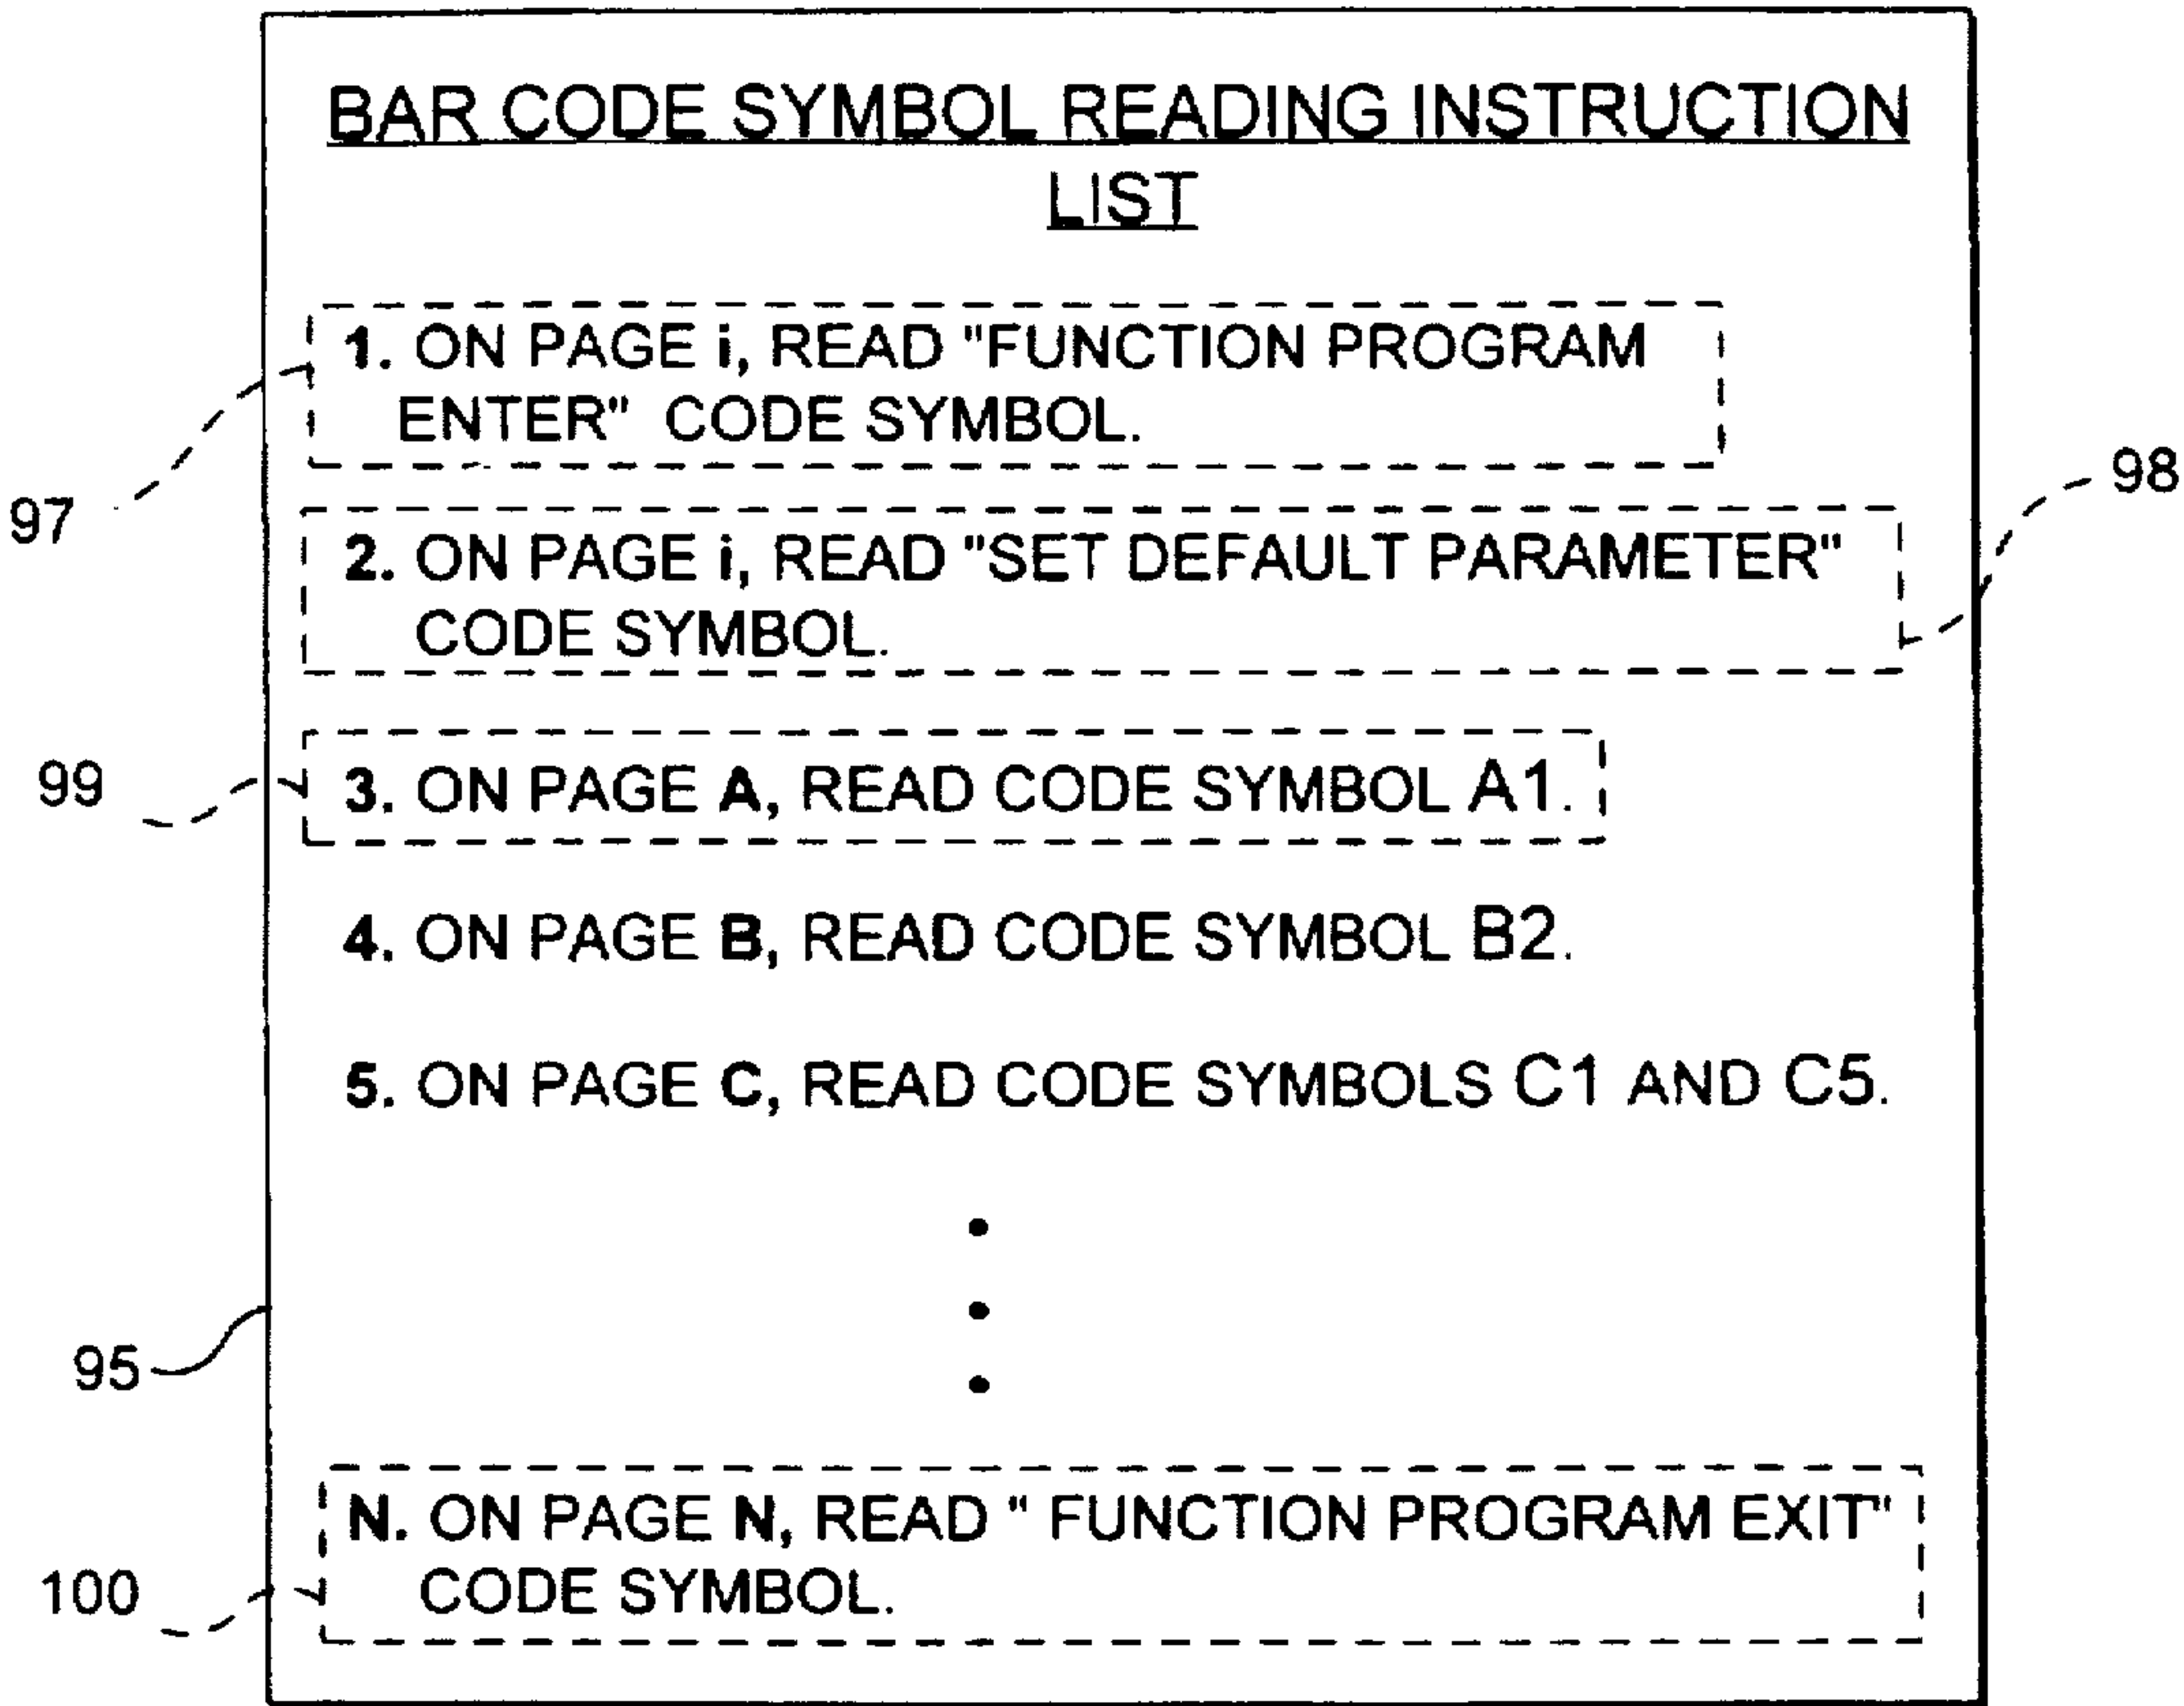 BAR CODE SYMBOL READING INSTRUCTION
LIST
1. ON PAGE i, READ "FUNCTION PROGRAM
ENTER" CODE SYMBOL.
97
98
2. ON PAGE i, READ "SET DEFAULT PARAMETER"
CODE SYMBOL.
99
3. ON PAGE A, READ CODE SYMBOL A1.
4. ON PAGE B, READ CODE SYMBOL B2.
5. ON PAGE C, READ CODE SYMBOLS C1 AND C5.
95
N. ON PAGE N, READ " FUNCTION PROGRAM EXIT"
CODE SYMBOL.
100